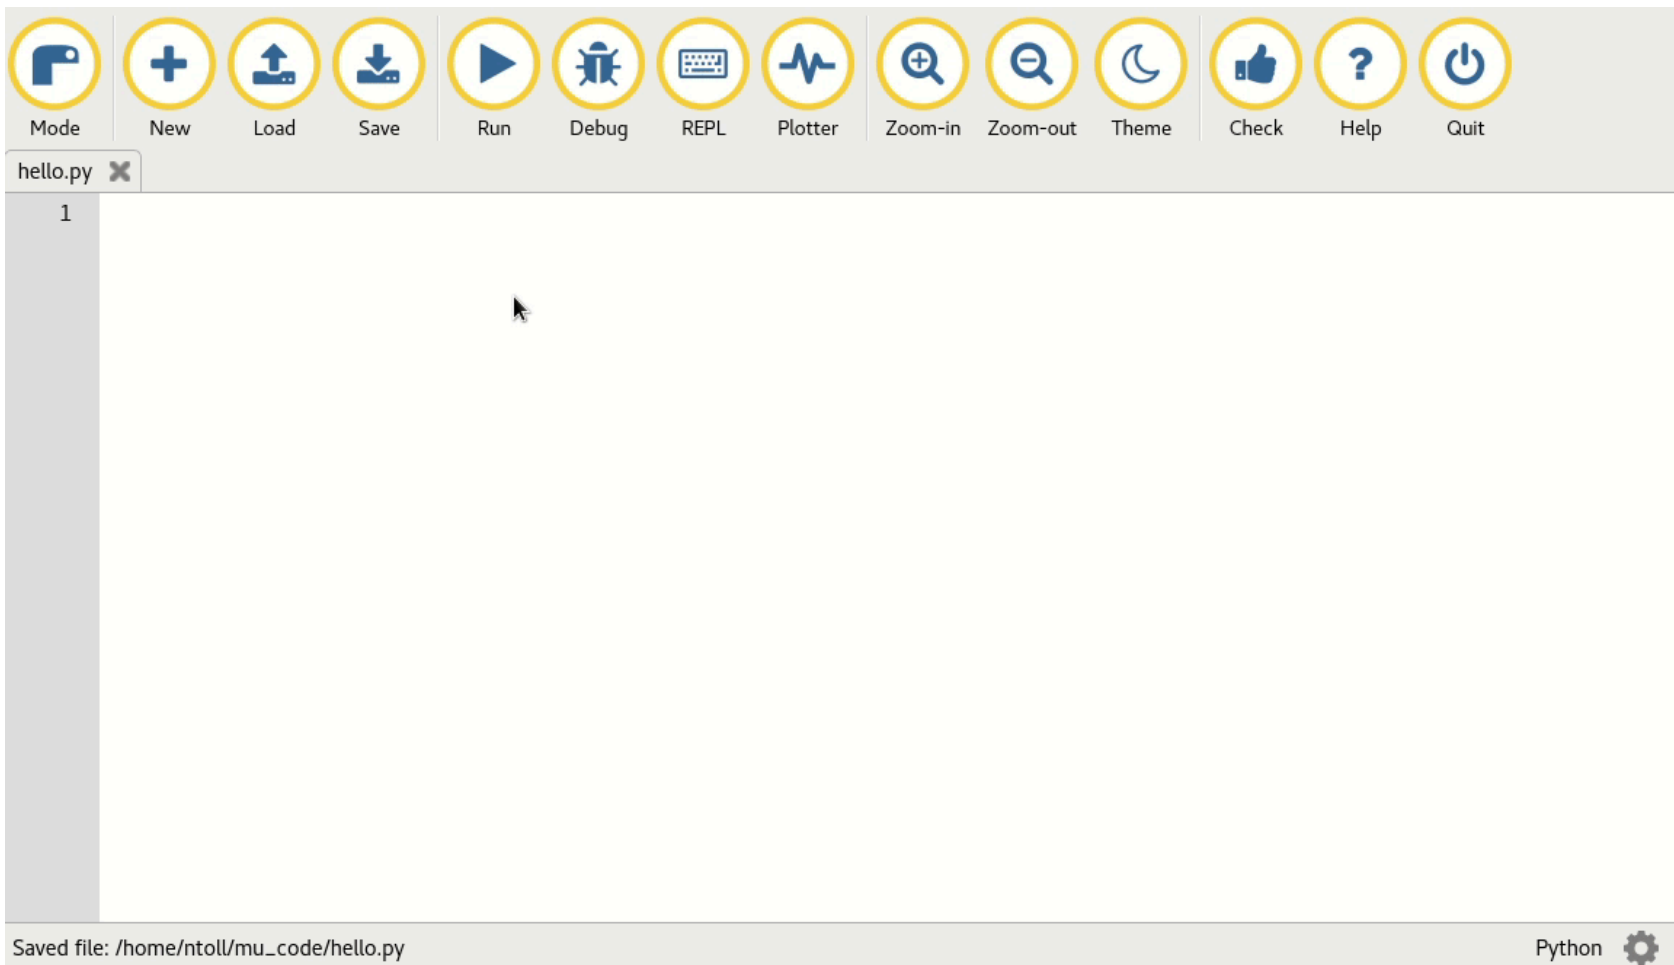 Mode New Load Save Run Debug REPL Plotter Zoom-in Zoom-out Theme Check Help Quit
hello.py
1
Saved file: /home/ntoll/mu_code/hello.py Python